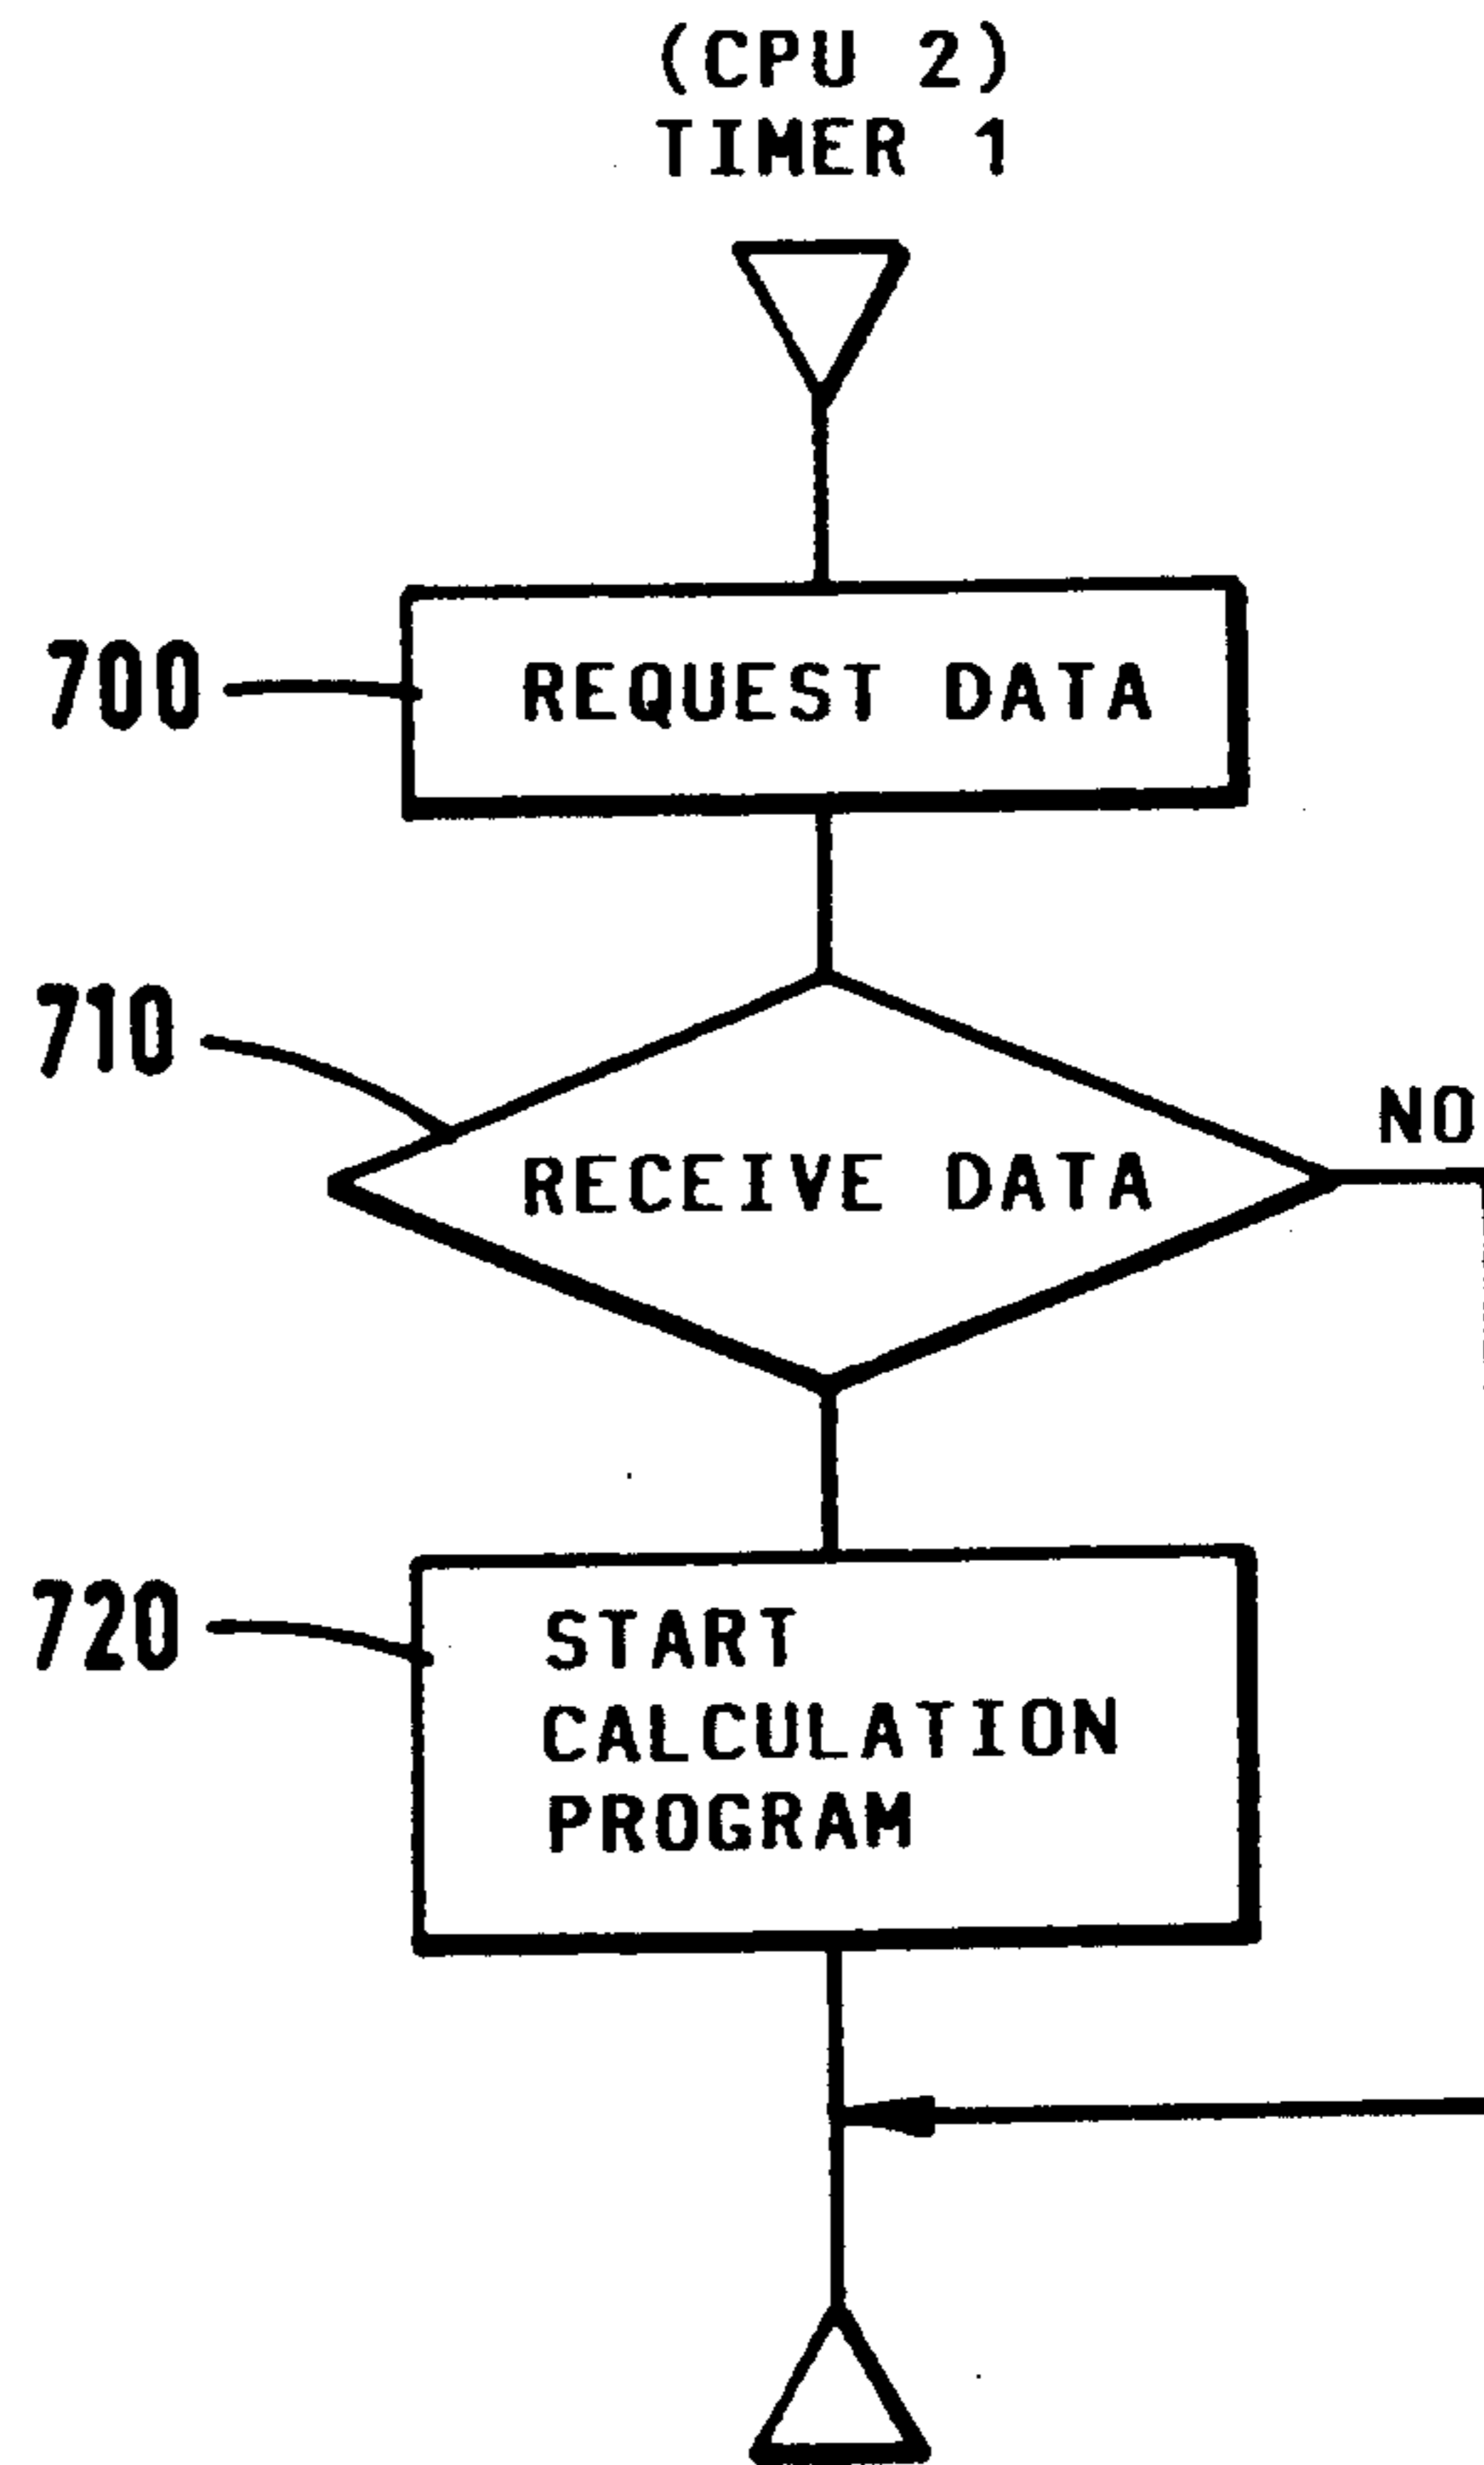 (CPU 2)
TIMER 1
700
REQUEST DATA
710
NO
RECEIVE DATA
720
START
CALCULATION
PROGRAM